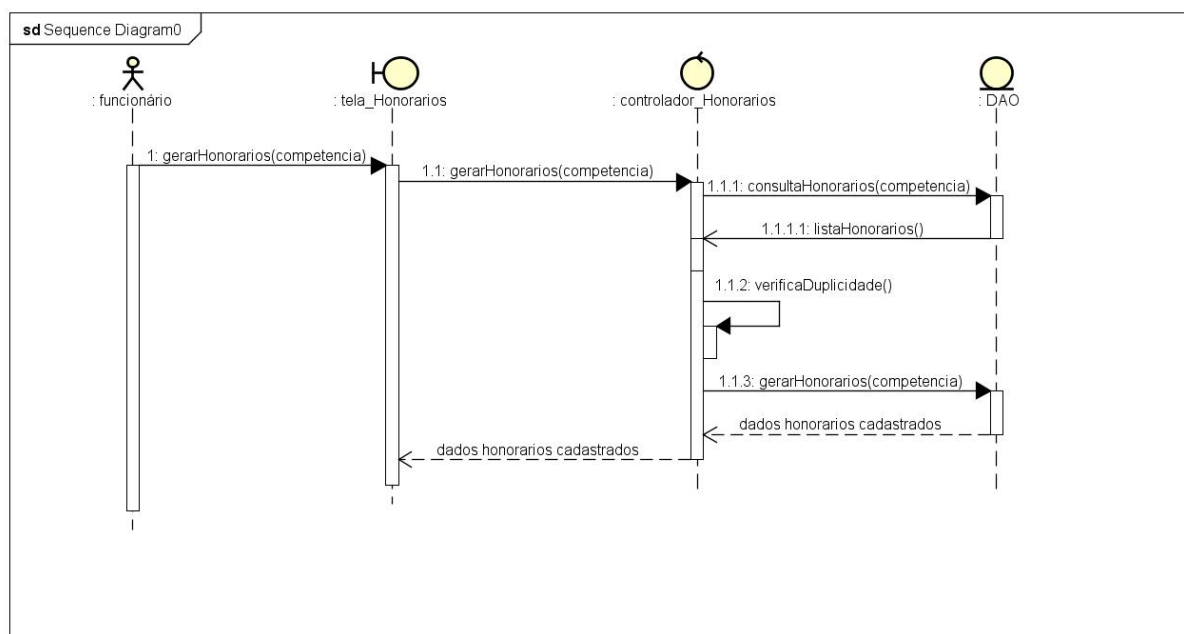 sd Sequence Diagram0
: funcionário
: tela_Honorarios
: controlador_Honorarios
: DAO
1: gerarHonorarios(competencia)
1.1: gerarHonorarios(competencia)
1.1.1: consultaHonorarios(competencia)
1.1.1.1: listaHonorarios()
1.1.2: verificaDuplicidade()
1.1.3: gerarHonorarios(competencia)
dados honorarios cadastrados
dados honorarios cadastrados